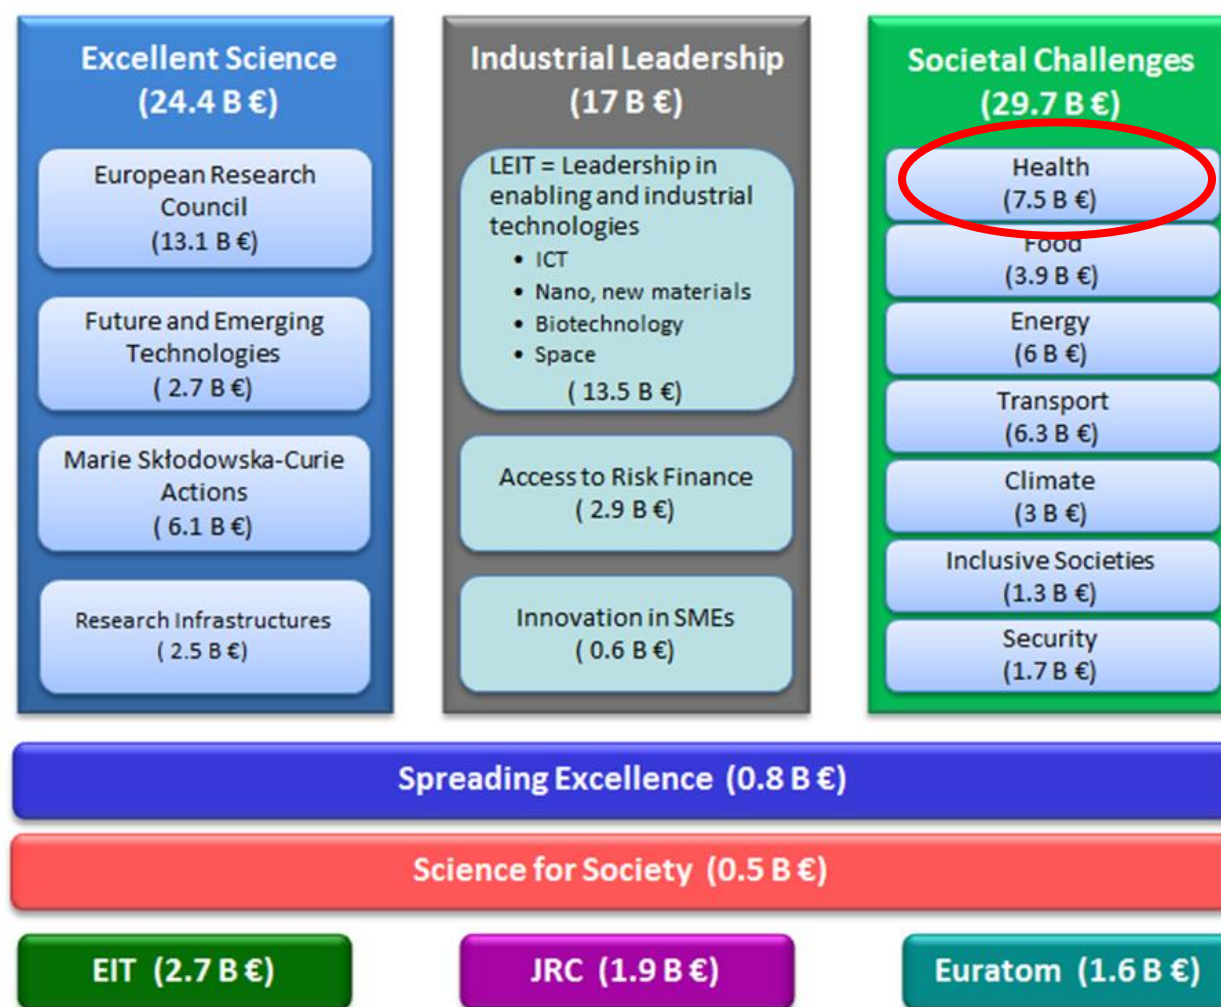 Excellent Science
(24.4 B €)
European Research
Council
(13.1 B €)
Future and Emerging
Technologies
( 2.7 B €)
Marie Skłodowska-Curie
Actions
( 6.1 B €)
Research Infrastructures
( 2.5 B €)
Industrial Leadership
(17 B €)
LEIT = Leadership in
enabling and industrial
technologies
• ICT
• Nano, new materials
• Biotechnology
• Space
( 13.5 B €)
Access to Risk Finance
( 2.9 B €)
Innovation in SMEs
( 0.6 B €)
Societal Challenges
(29.7 B €)
Health
(7.5 B €)
Food
(3.9 B €)
Energy
(6 B €)
Transport
(6.3 B €)
Climate
(3 B €)
Inclusive Societies
(1.3 B €)
Security
(1.7 B €)
Spreading Excellence (0.8 B €)
Science for Society (0.5 B €)
EIT (2.7 B €)
JRC (1.9 B €)
Euratom (1.6 B €)